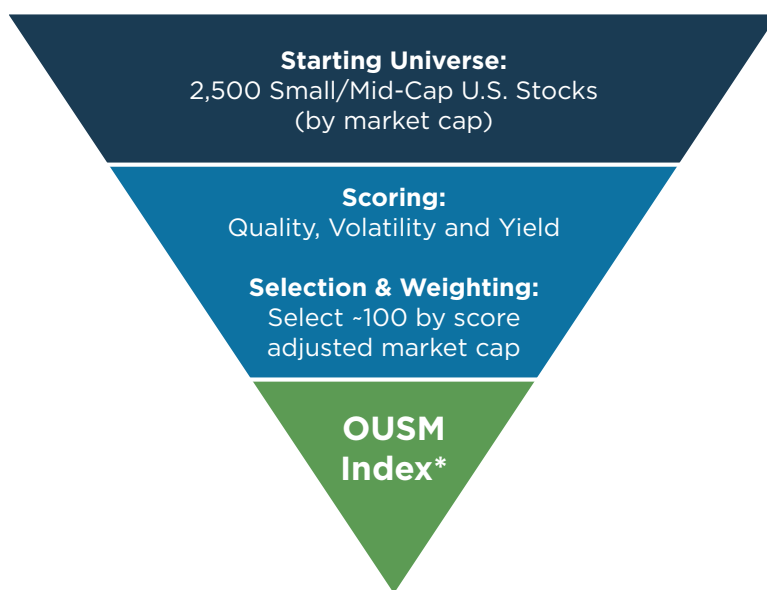 Starting Universe:
2,500 Small/Mid-Cap U.S. Stocks
(by market cap)
Scoring:
Quality, Volatility and Yield
Selection & Weighting:
Select ~100 by score
adjusted market cap
OUSM
Index*